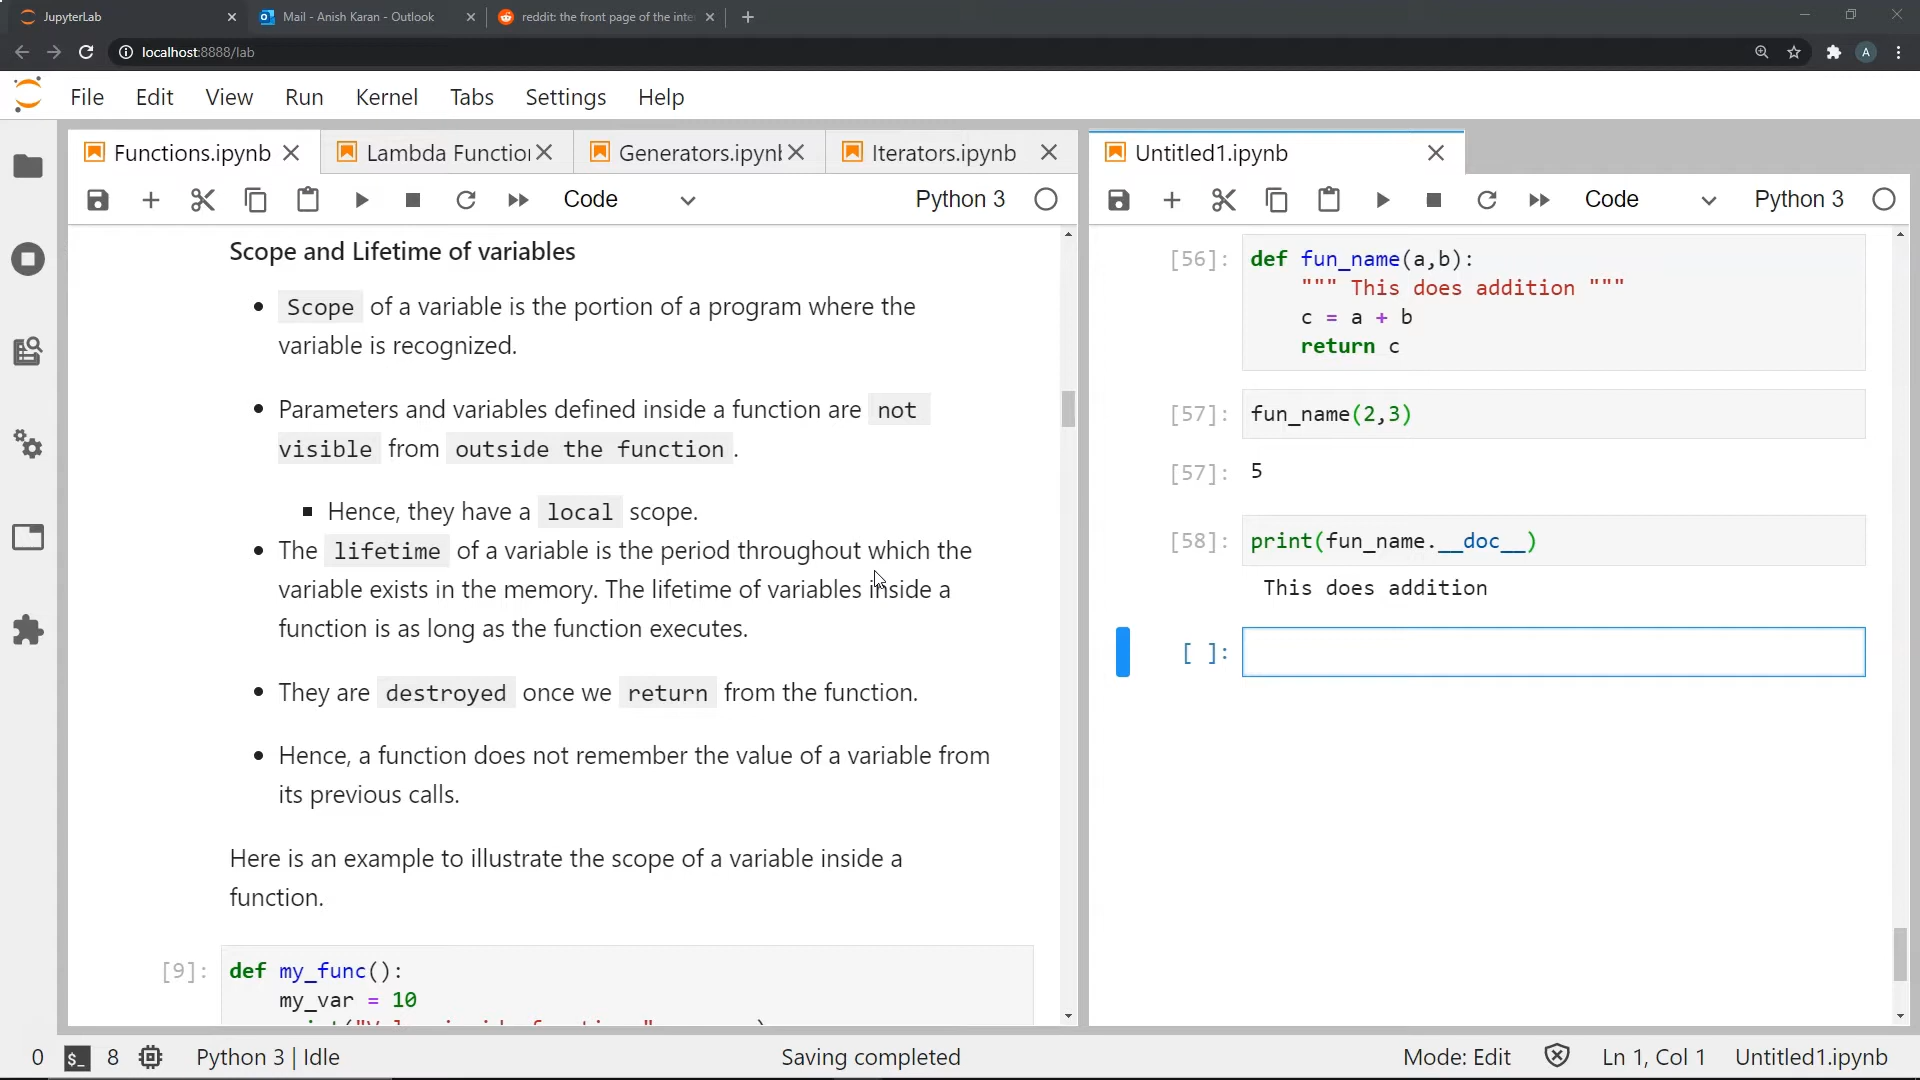 JupyterLab
Mail - Anish Karan - Outlook
reddit: the front page of the inte
localhost:8888/lab
A
File Edit View Run Kernel Tabs Settings Help
Functions.ipynb
Lambda Function
Generators.ipynb
Iterators.ipynb
Code
Python 3
Scope and Lifetime of variables
• Scope of a variable is the portion of a program where the
variable is recognized.
• Parameters and variables defined inside a function are not
visible from outside the function .
▪ Hence, they have a local scope.
• The lifetime of a variable is the period throughout which the
variable exists in the memory. The lifetime of variables inside a
function is as long as the function executes.
• They are destroyed once we return from the function.
• Hence, a function does not remember the value of a variable from
its previous calls.
Here is an example to illustrate the scope of a variable inside a
function.
[9]: def my_func():
my_var = 10
Untitled1.ipynb
Code
Python 3
[56]: def fun_name(a,b):
""" This does addition """
c = a + b
return c
[57]: fun_name(2,3)
[57]: 5
[58]: print(fun_name.__doc__)
This does addition
[ ]:
0 $_ 8 Python 3 | Idle
Saving completed
Mode: Edit
Ln 1, Col 1
Untitled1.ipynb